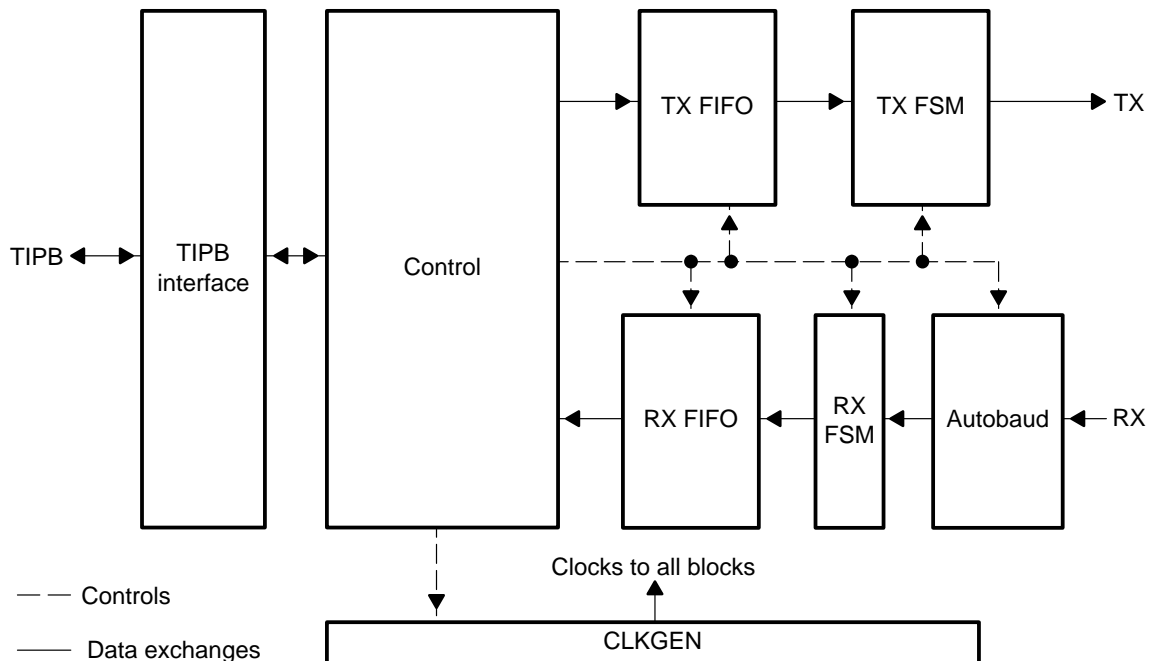 TX FIFO
TX FSM
TX
TIPB
TIPB
interface
Control
RX FIFO
RX
FSM
Autobaud
RX
Clocks to all blocks
Controls
CLKGEN
Data exchanges